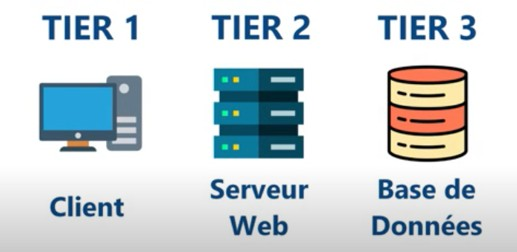 TIER 1
TIER 2
TIER 3
Client
Serveur
Web
Base de
Données